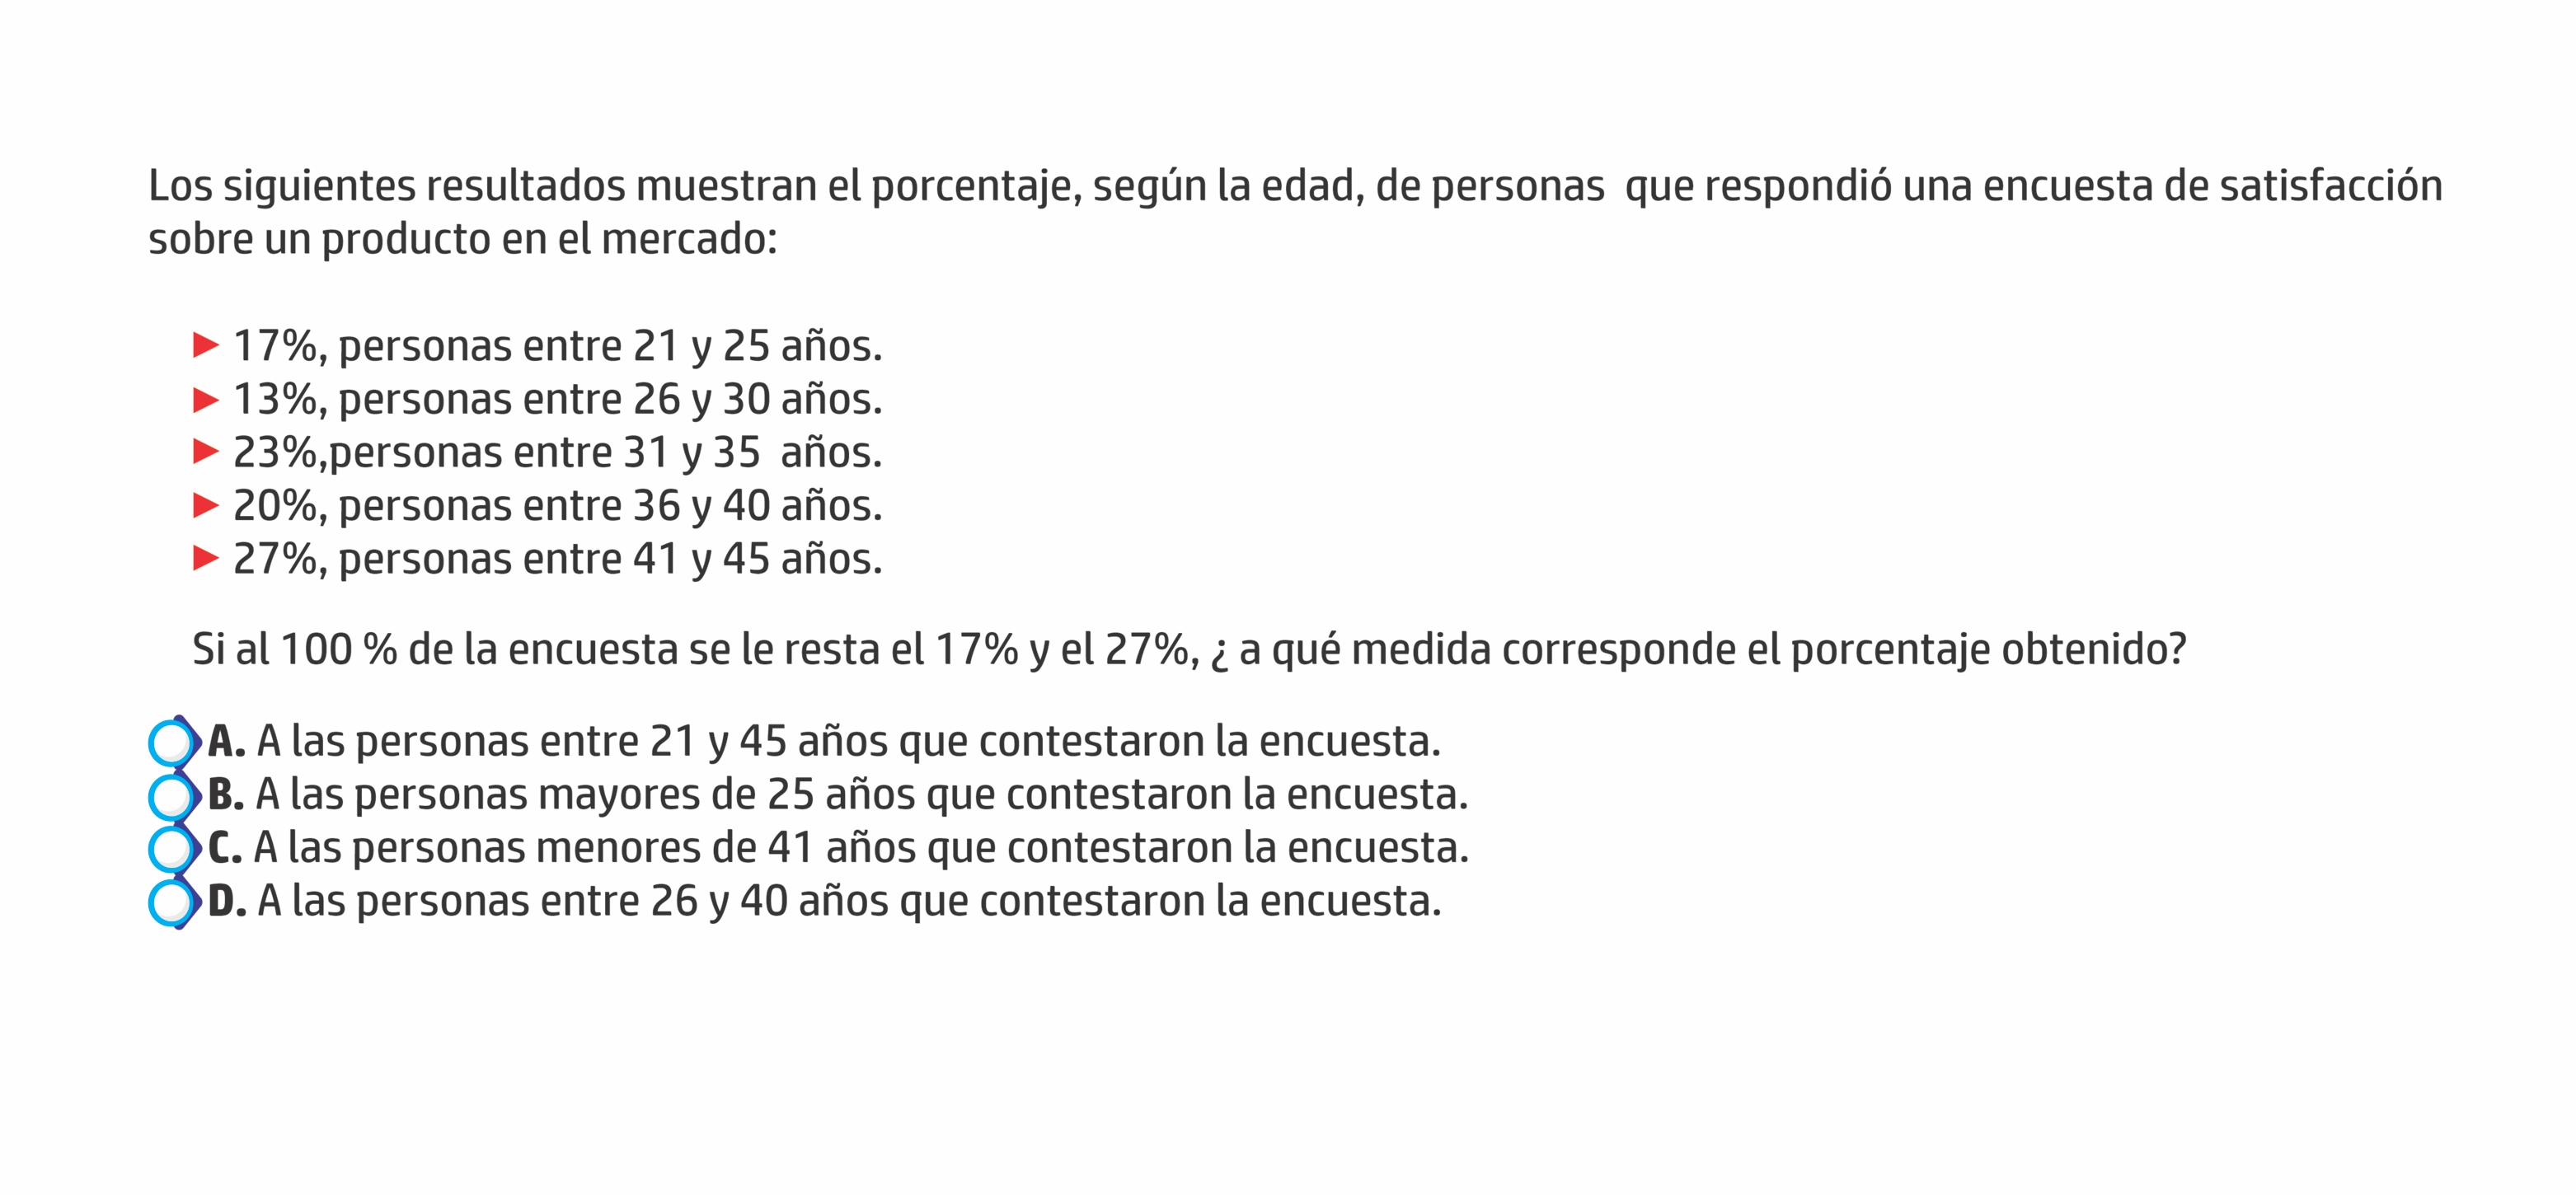 Los siguientes resultados muestran el porcentaje, según la edad, de personas  que respondió una encuesta de satisfacción
sobre un producto en el mercado:
17%, personas entre 21 y 25 años.
13%, personas entre 26 y 30 años.
23%,personas entre 31 y 35  años.
20%, personas entre 36 y 40 años.
27%, personas entre 41 y 45 años.
Si al 100 % de la encuesta se le resta el 17% y el 27%, ¿ a qué medida corresponde el porcentaje obtenido?
A. A las personas entre 21 y 45 años que contestaron la encuesta.
B. A las personas mayores de 25 años que contestaron la encuesta.
C. A las personas menores de 41 años que contestaron la encuesta.
D. A las personas entre 26 y 40 años que contestaron la encuesta.